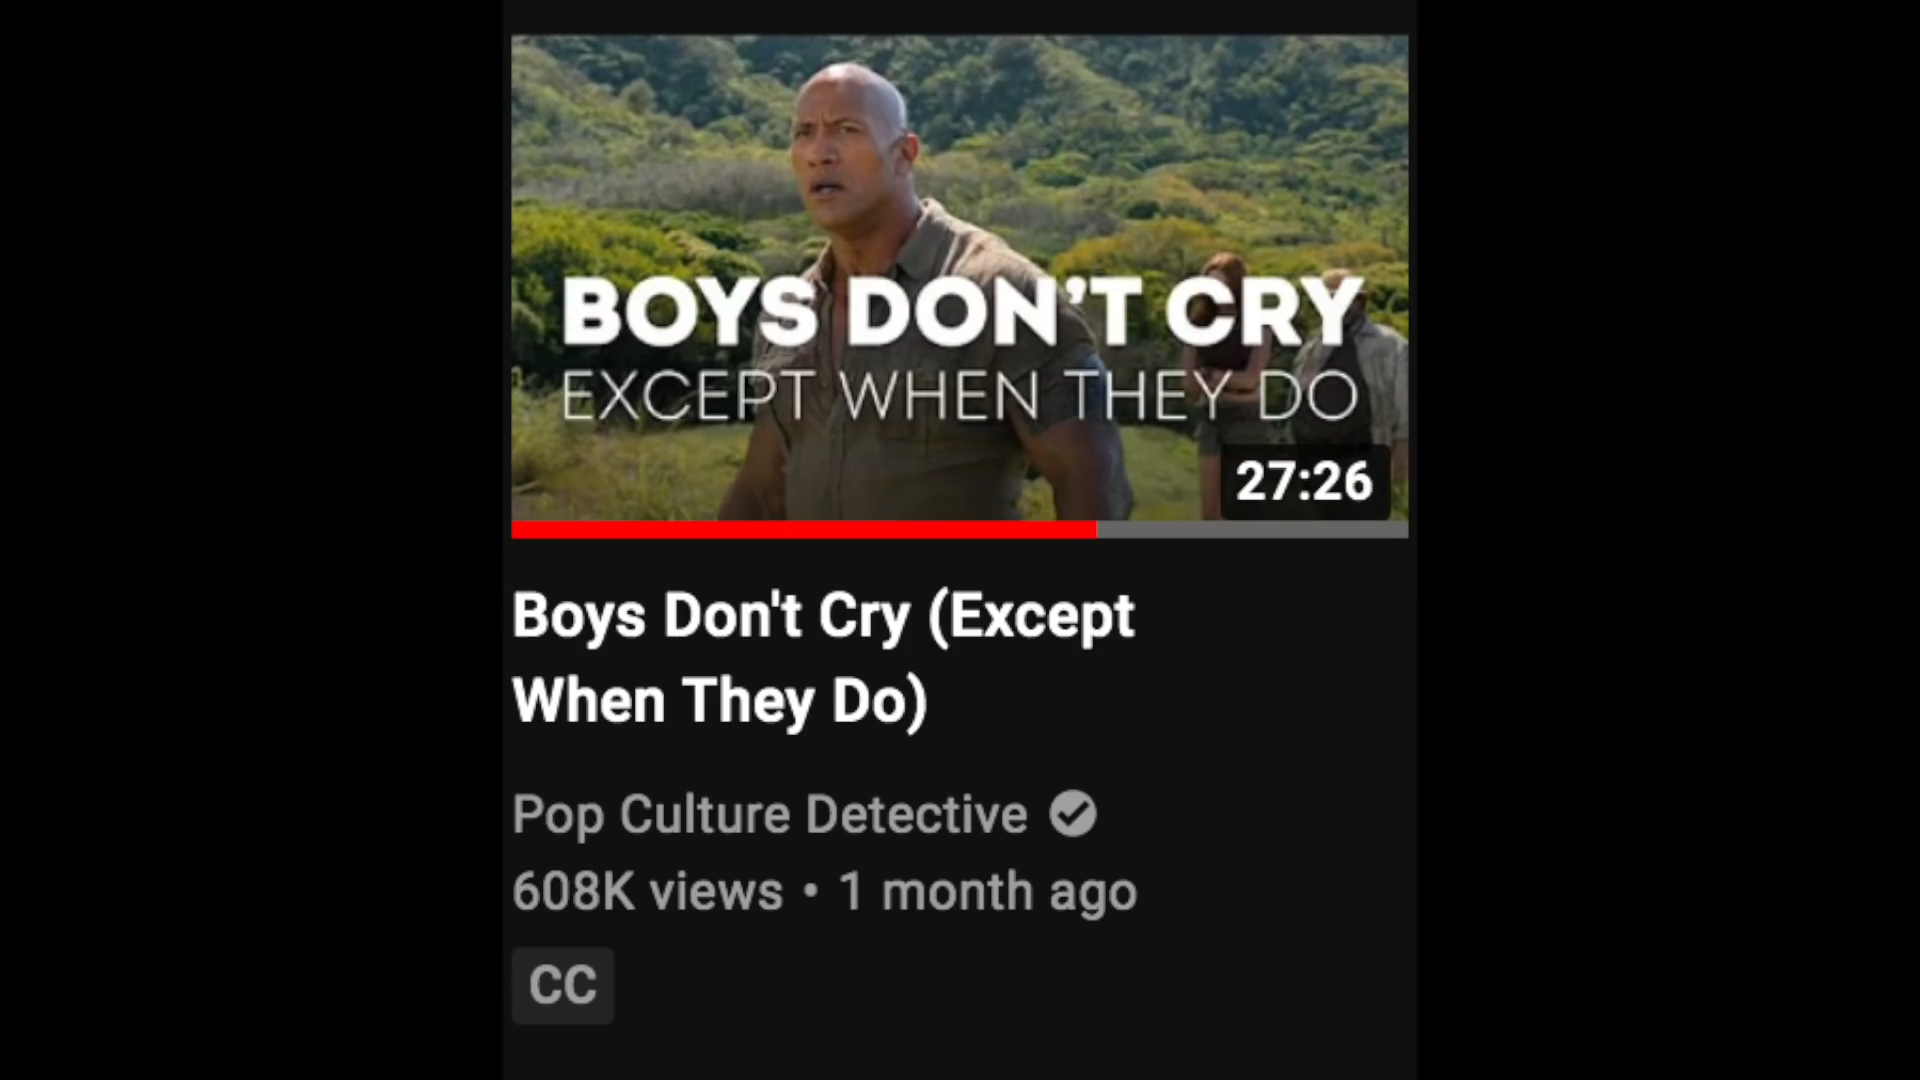 BOYS DON'T CRY
EXCEPT WHEN THEY DO
27:26
Boys Don't Cry (Except
When They Do)
Pop Culture Detective
608K views • 1 month ago
CC